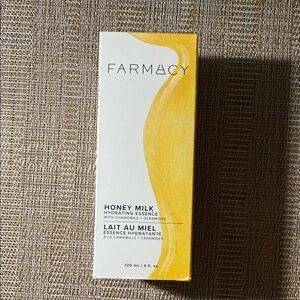 FARMACY
HONEY MILK
HYDRATING ESSENCE
WITH CHAMOMILE + CERAMIDES
LAIT AU MIEL
ESSENCE HYDRATANTE
À LA CAMOMILLE + CÉRAMIDES
120 mL / 4 fl. oz.